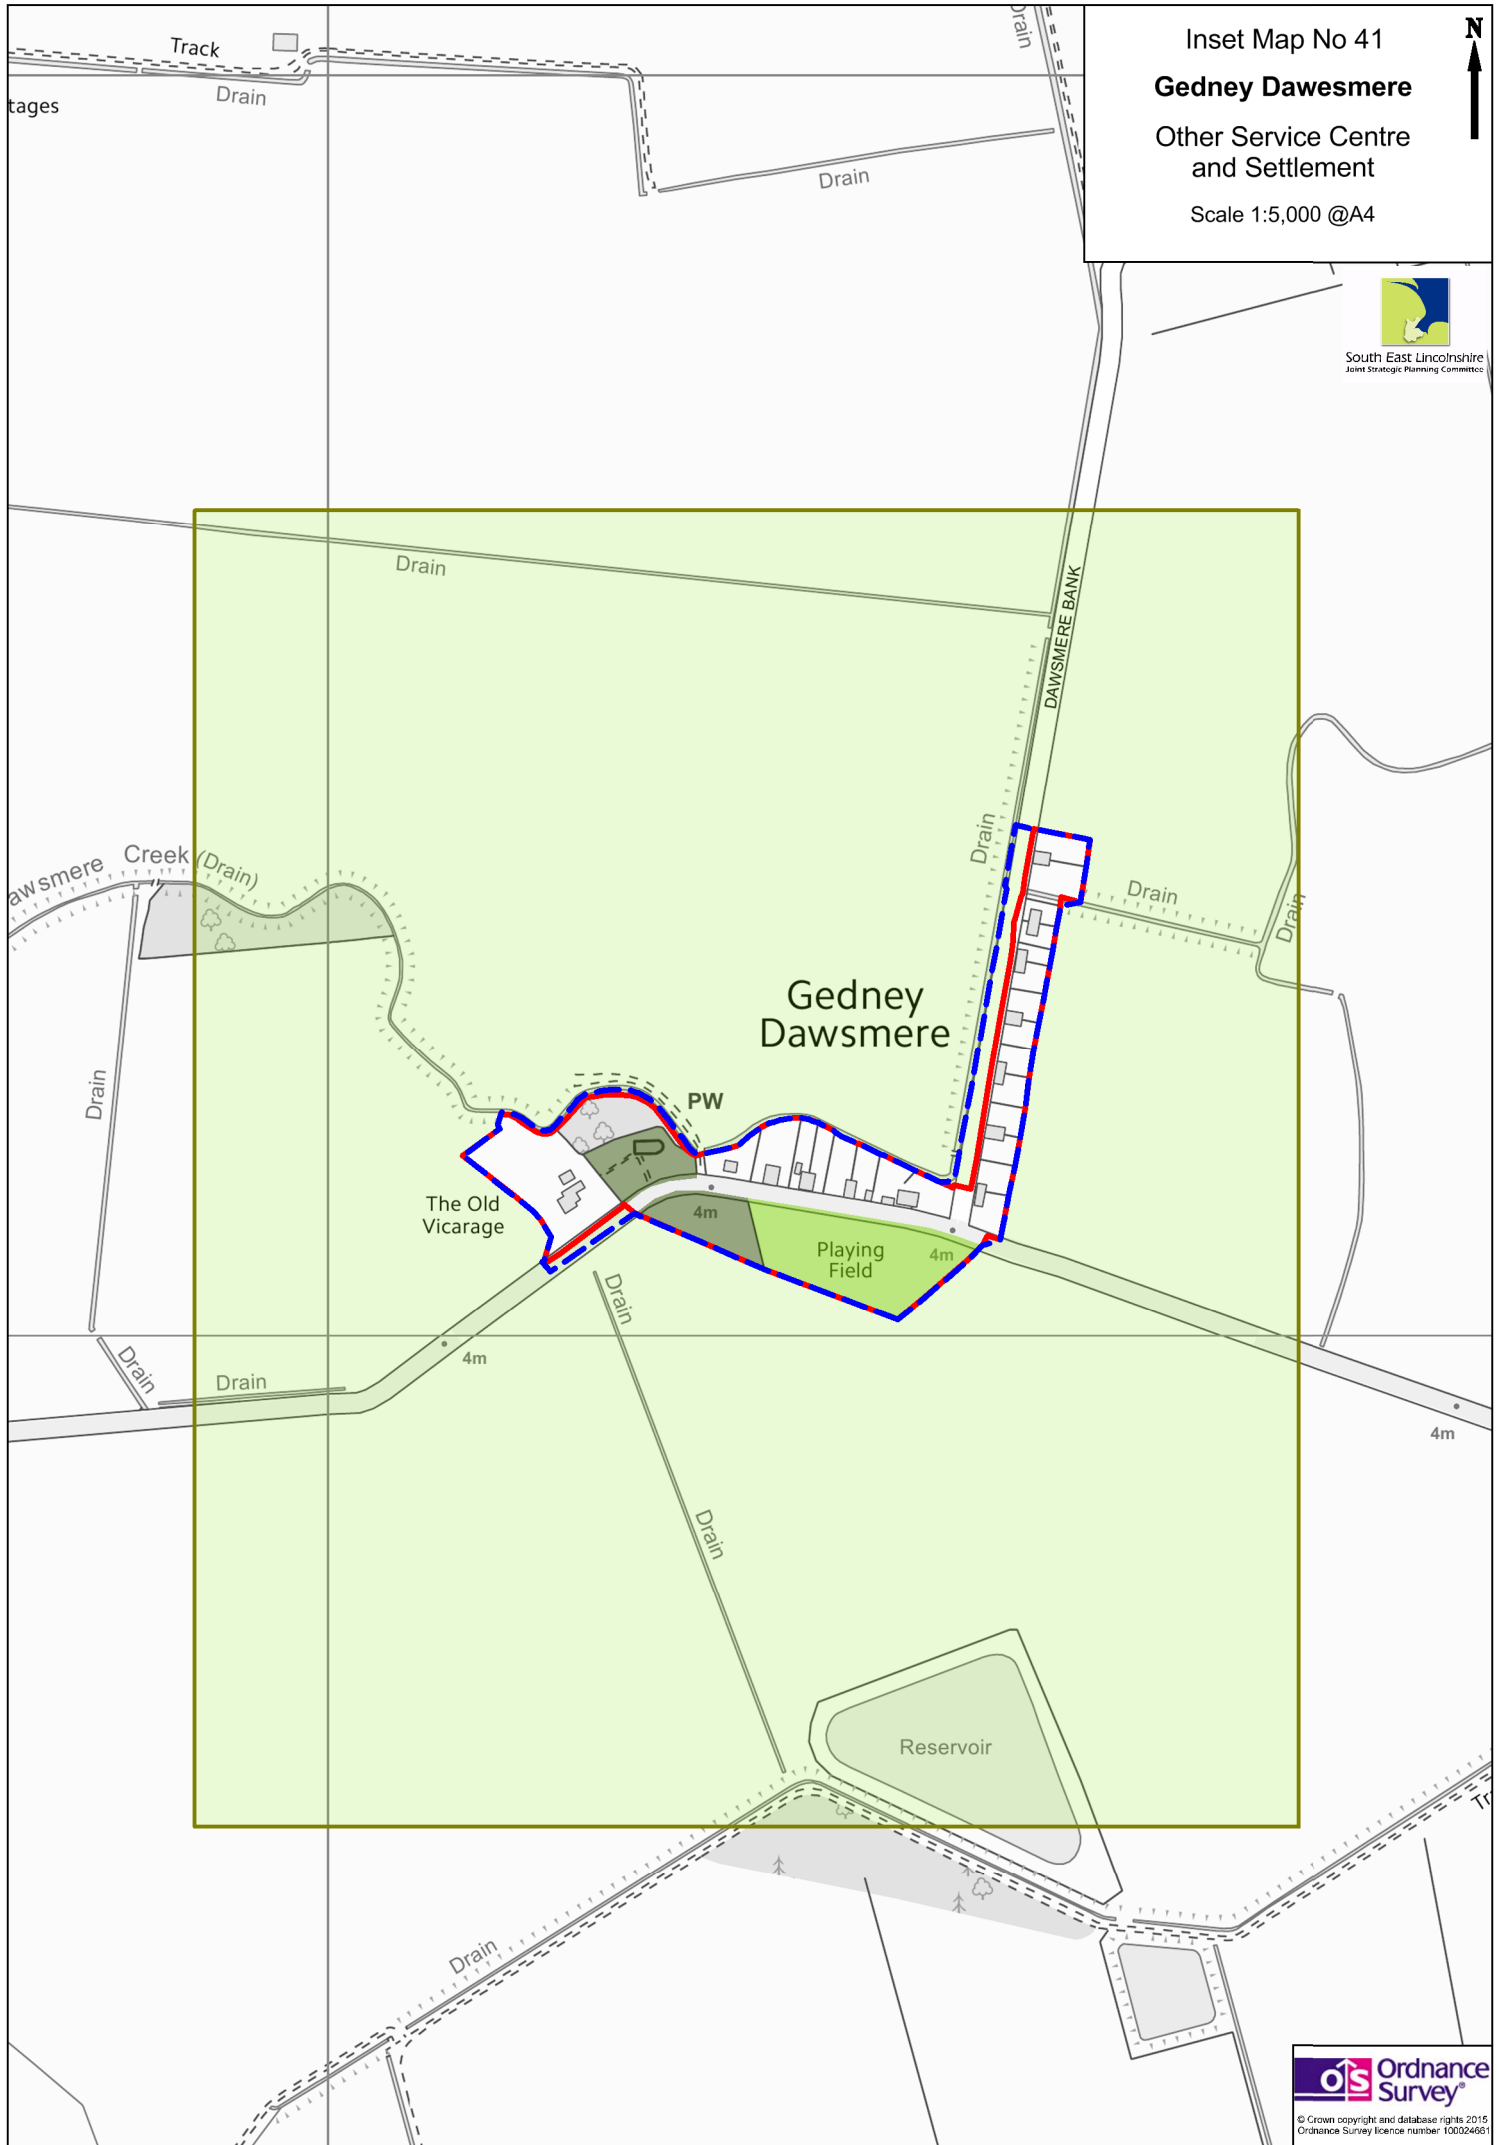 Inset Map No 41
N
Gedney Dawesmere
Other Service Centre
and Settlement
Scale 1:5,000 @A4
South East Lincolnshire
Joint Strategic Planning Committee
Track
Drain
tages
Drain
Drain
Drain
DAWSMERE BANK
Drain
awsmere Creek (Drain)
Drain
Drain
Gedney
Dawsmere
Drain
PW
The Old
Vicarage
4m
Playing
Field
4m
Drain
4m
Drain
Drain
4m
Drain
Reservoir
Drain
Ordnance
Survey®
© Crown copyright and database rights 2015
Ordnance Survey licence number 100024661